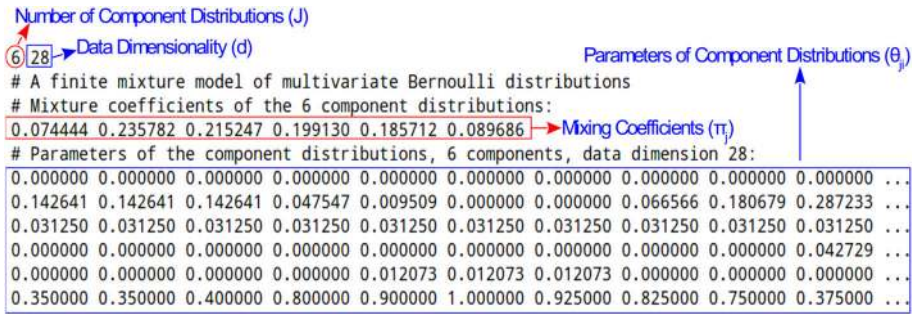 Number of Component Distributions (J)
6 28 Data Dimensionality (d)
Parameters of Component Distributions (θji)
# A finite mixture model of multivariate Bernoulli distributions
# Mixture coefficients of the 6 component distributions:
0.074444 0.235782 0.215247 0.199130 0.185712 0.089686 Mixing Coefficients (πj)
# Parameters of the component distributions, 6 components, data dimension 28:
0.000000 0.000000 0.000000 0.000000 0.000000 0.000000 0.000000 0.000000 0.000000 0.000000 ...
0.142641 0.142641 0.142641 0.047547 0.009509 0.000000 0.000000 0.066566 0.180679 0.287233 ...
0.031250 0.031250 0.031250 0.031250 0.031250 0.031250 0.031250 0.031250 0.031250 0.031250 ...
0.000000 0.000000 0.000000 0.000000 0.000000 0.000000 0.000000 0.000000 0.000000 0.042729 ...
0.000000 0.000000 0.000000 0.000000 0.012073 0.012073 0.012073 0.000000 0.000000 0.000000 ...
0.350000 0.350000 0.400000 0.800000 0.900000 1.000000 0.925000 0.825000 0.750000 0.375000 ...